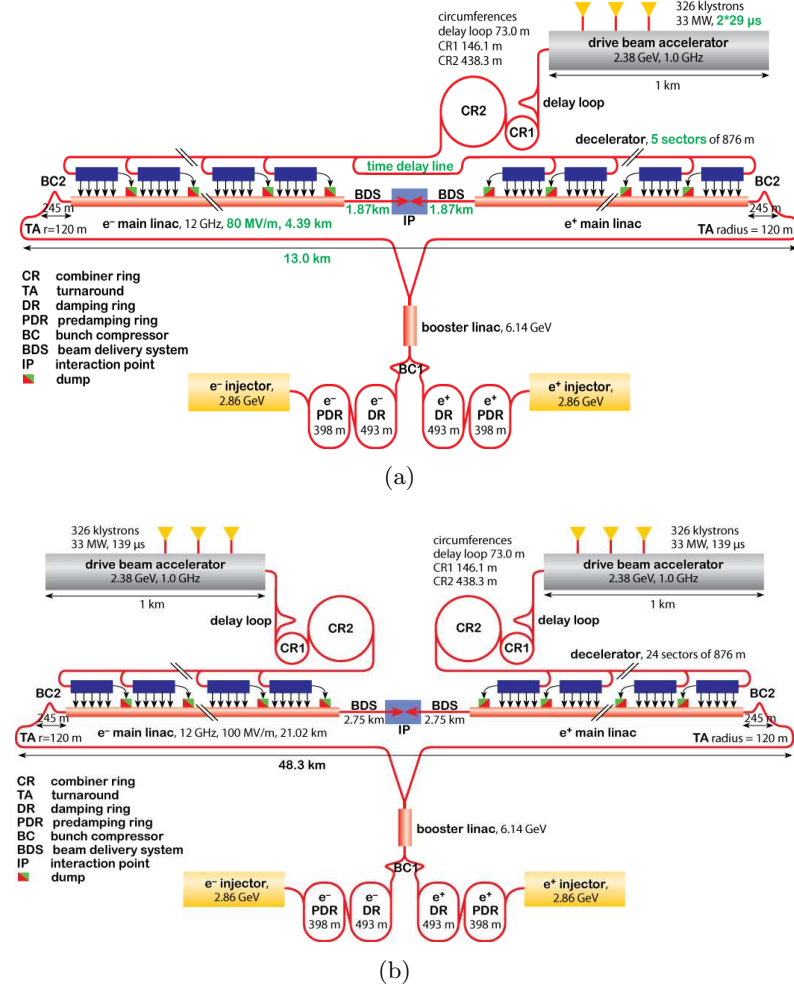 326 klystrons
33 MW, 2*29 μs
circumferences
delay loop 73.0 m
CR1 146.1 m
CR2 438.3 m
drive beam accelerator
2.38 GeV, 1.0 GHz
1 km
CR2
delay loop
CR1
decelerator, 5 sectors of 876 m
time delay line
BC2
BDS
BDS
BC2
245 m
1.87km
1.87km
245 m
IP
e⁻ main linac, 12 GHz, 80 MV/m, 4.39 km
e⁺ main linac
TA r=120 m
TA radius = 120 m
13.0 km
CR combiner ring
TA turnaround
DR damping ring
PDR predamping ring
BC bunch compressor
BDS beam delivery system
IP interaction point
dump
booster linac, 6.14 GeV
BC1
e⁻ injector,
2.86 GeV
e⁻
PDR
398 m
e⁻
DR
493 m
e⁺
DR
493 m
e⁺
PDR
398 m
e⁺ injector,
2.86 GeV
(a)
326 klystrons
33 MW, 139 μs
drive beam accelerator
2.38 GeV, 1.0 GHz
1 km
circumferences
delay loop 73.0 m
CR1 146.1 m
CR2 438.3 m
326 klystrons
33 MW, 139 μs
drive beam accelerator
2.38 GeV, 1.0 GHz
1 km
delay loop
CR1
CR2
CR2
CR1
delay loop
decelerator, 24 sectors of 876 m
BC2
BDS
BDS
BC2
245 m
2.75 km
2.75 km
245 m
IP
TA r=120 m
e⁻ main linac, 12 GHz, 100 MV/m, 21.02 km
e⁺ main linac
TA radius = 120 m
48.3 km
CR combiner ring
TA turnaround
DR damping ring
PDR predamping ring
BC bunch compressor
BDS beam delivery system
IP interaction point
dump
booster linac, 6.14 GeV
BC1
e⁻ injector,
2.86 GeV
e⁻
PDR
398 m
e⁻
DR
493 m
e⁺
DR
493 m
e⁺
PDR
398 m
e⁺ injector,
2.86 GeV
(b)